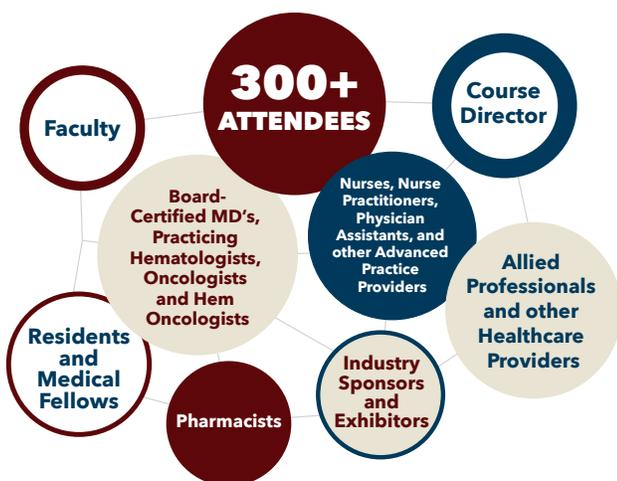 300+
ATTENDEES
Faculty
Course
Director
Board-
Certified MD's,
Practicing
Hematologists,
Oncologists
and Hem
Oncologists
Nurses, Nurse
Practitioners,
Physician
Assistants, and
other Advanced
Practice
Providers
Allied
Professionals
and other
Healthcare
Providers
Residents
and
Medical
Fellows
Pharmacists
Industry
Sponsors
and
Exhibitors